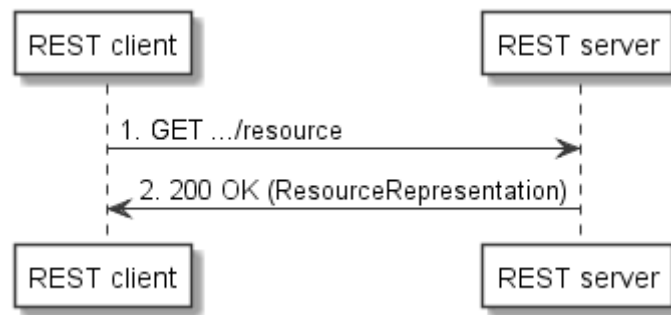 REST client
REST server
1. GET .../resource
2. 200 OK (ResourceRepresentation)
REST client
REST server